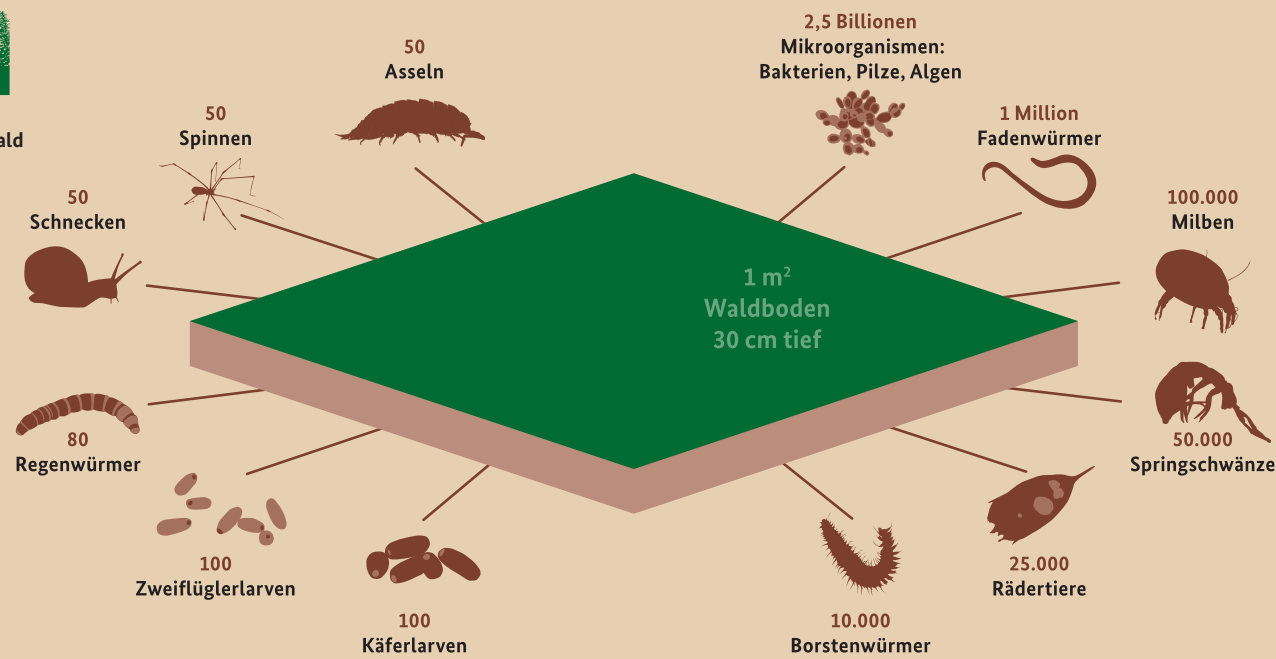 2,5 Billionen
Mikroorganismen:
Bakterien, Pilze, Algen
50
Asseln
50
Spinnen
1 Million
Fadenwürmer
ald
50
Schnecken
100.000
Milben
1 m²
Waldboden
30 cm tief
80
Regenwürmer
50.000
Springschwänze
100
Zweiflüglerlarven
25.000
Rädertiere
100
Käferlarven
10.000
Borstenwürmer